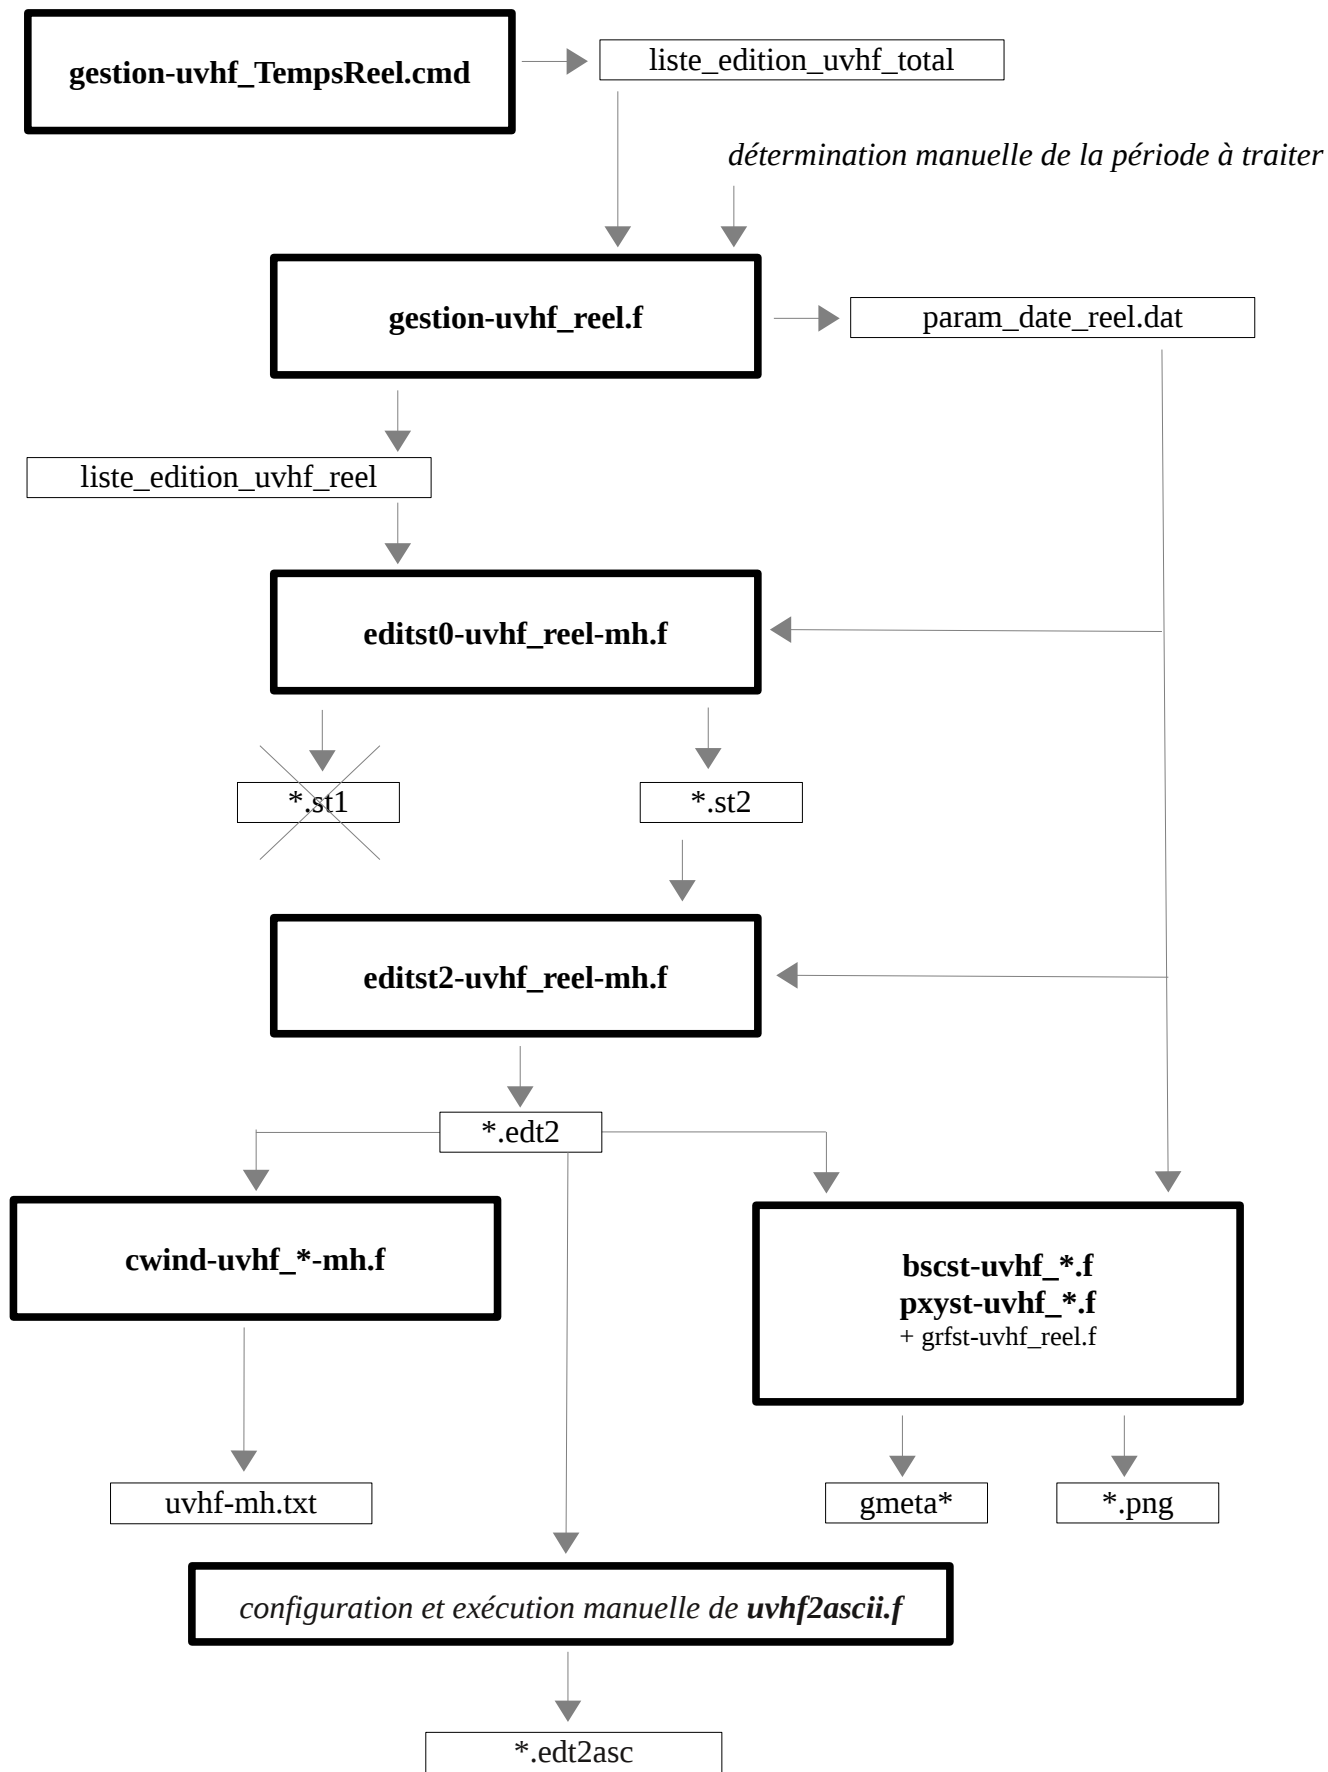 gestion-uvhf_TempsReel.cmd
liste_edition_uvhf_total
détermination manuelle de la période à traiter
gestion-uvhf_reel.f
param_date_reel.dat
liste_edition_uvhf_reel
editst0-uvhf_reel-mh.f
*.st1
*.st2
editst2-uvhf_reel-mh.f
*.edt2
cwind-uvhf_*-mh.f
bscst-uvhf_*.f
pxyst-uvhf_*.f
+ grfst-uvhf_reel.f
uvhf-mh.txt
gmeta*
*.png
configuration et exécution manuelle de uvhf2ascii.f
*.edt2asc